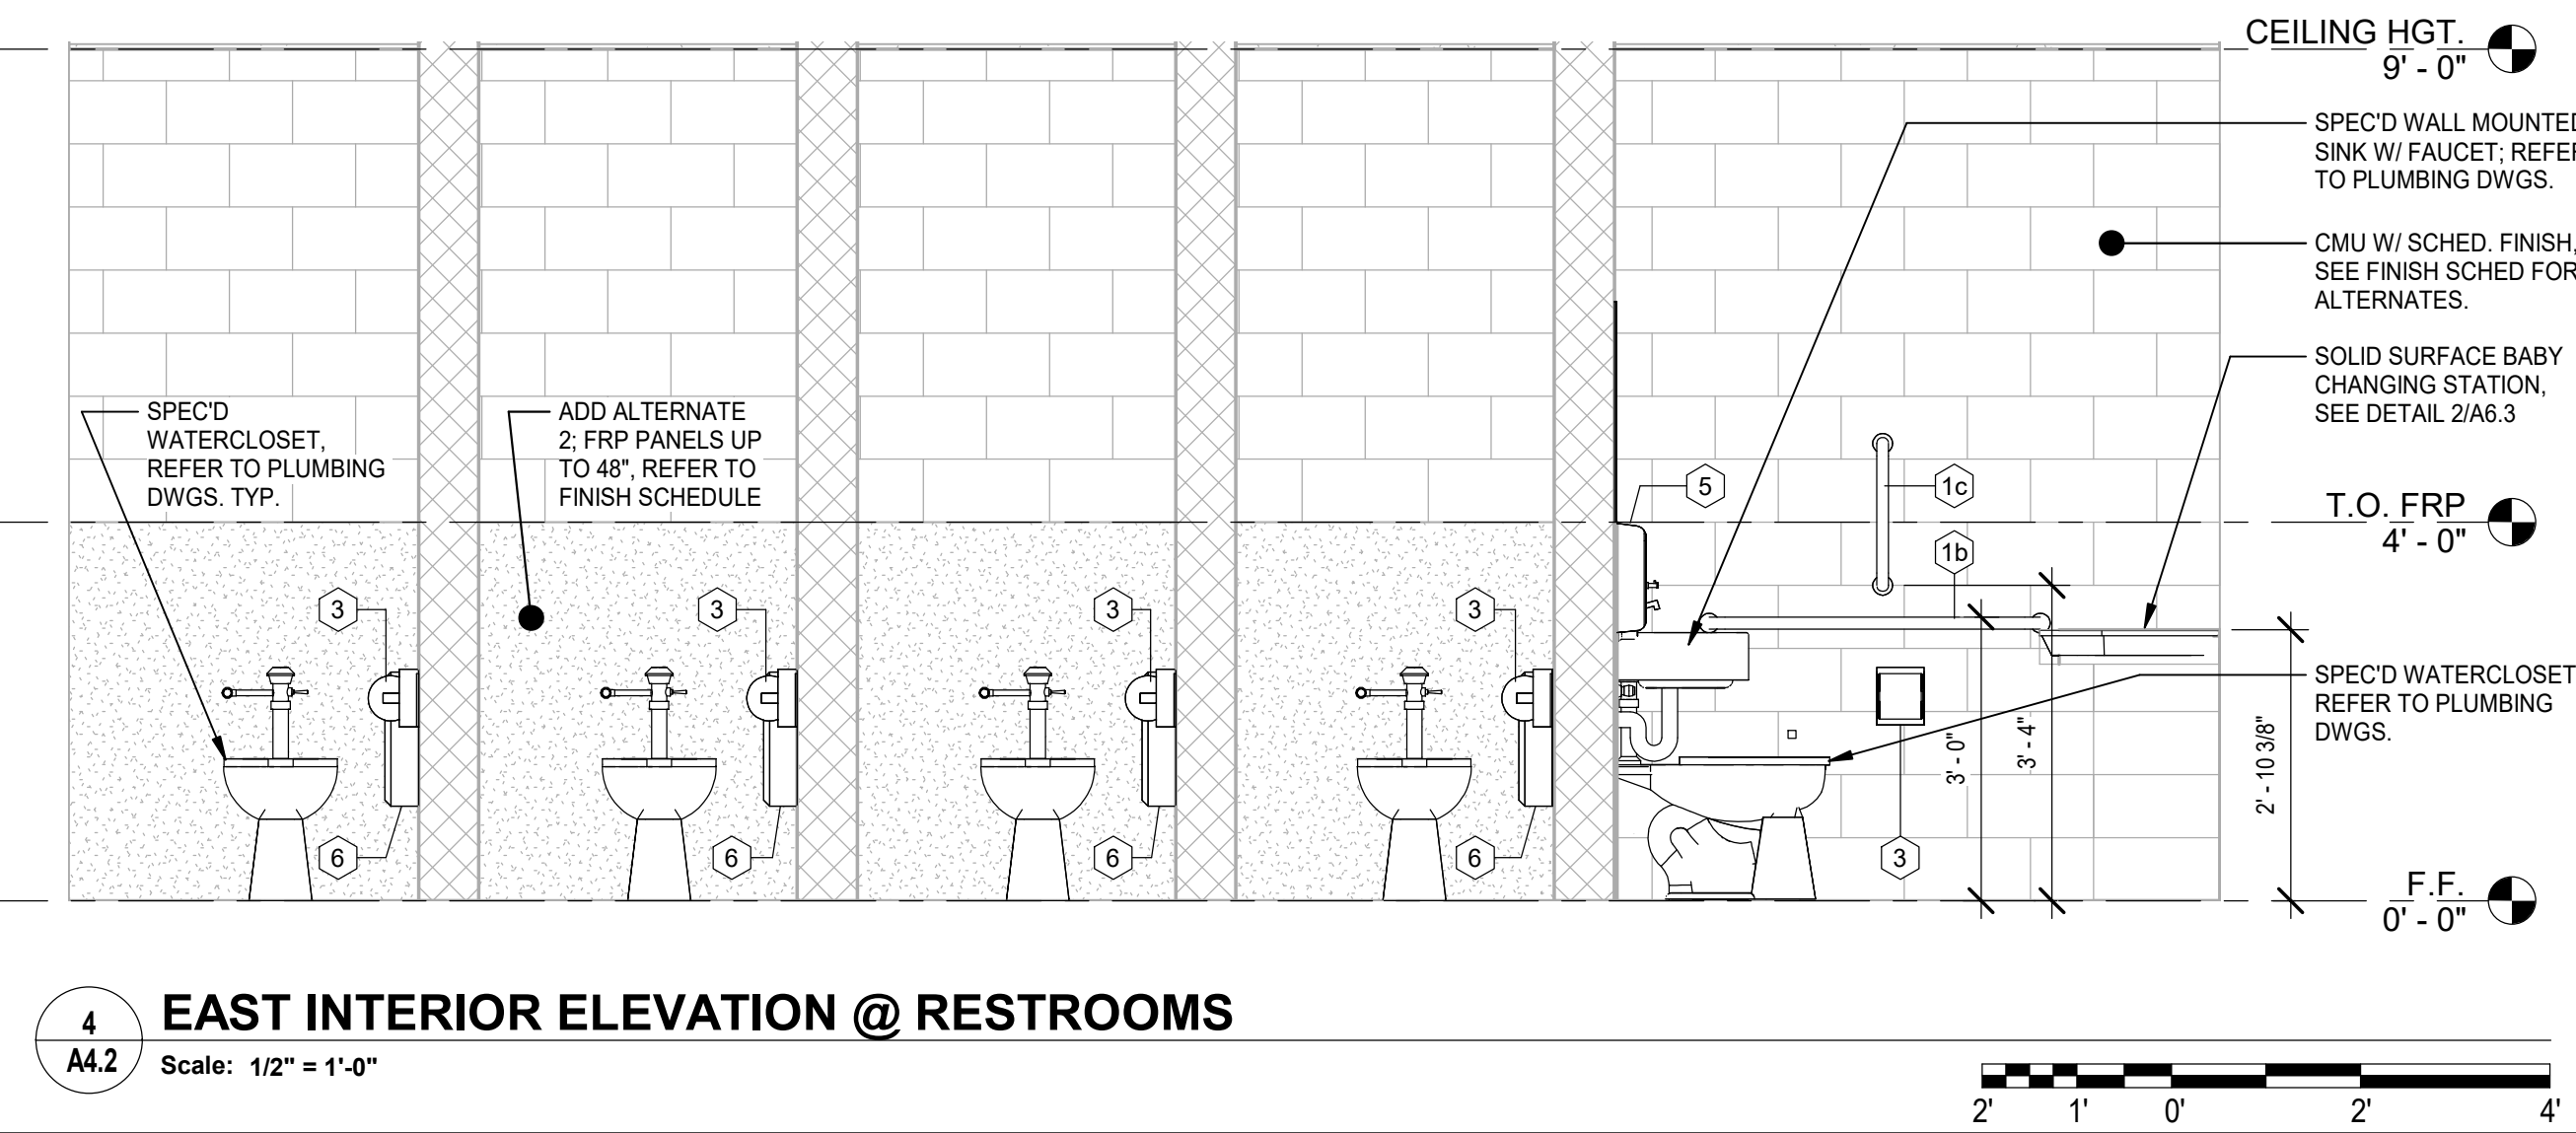 CEILING HGT.
9' - 0"
SPEC'D WALL MOUNTED
SINK W/ FAUCET; REFER
TO PLUMBING DWGS.
CMU W/ SCHED. FINISH,
SEE FINISH SCHED FOR
ALTERNATES.
SOLID SURFACE BABY
CHANGING STATION,
SEE DETAIL 2/A6.3
SPEC'D
WATERCLOSET,
REFER TO PLUMBING
DWGS. TYP.
ADD ALTERNATE
2; FRP PANELS UP
TO 48", REFER TO
FINISH SCHEDULE
5
1c
1b
T.O. FRP
4' - 0"
3
3
3
3
SPEC'D WATERCLOSET
REFER TO PLUMBING
DWGS.
3' - 0"
3' - 4"
2' - 10 3/8"
6
6
6
6
3
F.F.
0' - 0"
4
A4.2
EAST INTERIOR ELEVATION @ RESTROOMS
Scale: 1/2" = 1'-0"
2' 1' 0' 2' 4'